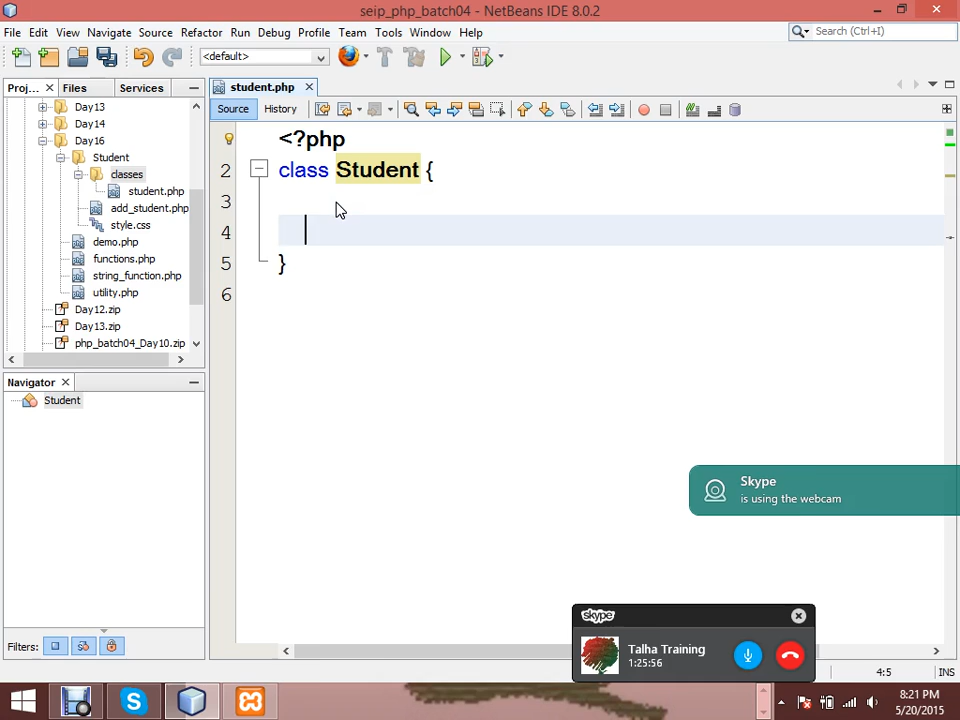 seip_php_batch04 - NetBeans IDE 8.0.2
File Edit View Navigate Source Refactor Run Debug Profile Team Tools Window Help
Search (Ctrl+I)
<default>
Proj... Files Services
student.php
Source History
Day13
Day14
Day16
Student
classes
student.php
add_student.php
style.css
demo.php
functions.php
string_function.php
utility.php
Day12.zip
Day13.zip
php_batch04_Day10.zip
<?php
2 class Student {
3
4
5 }
6
Navigator
Student
Skype
is using the webcam
skype
Talha Training
1:25:56
Filters:
4:5 INS
8:21 PM
5/20/2015